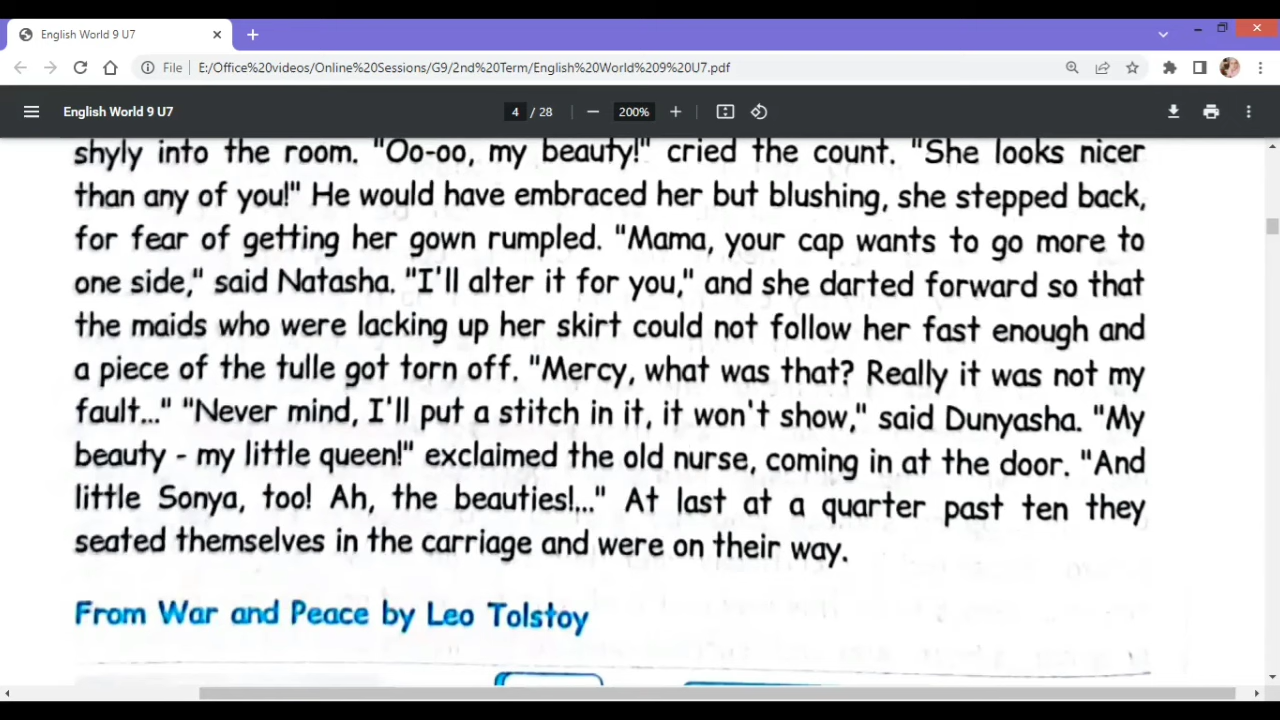 English World 9 U7
File E:/Office%20videos/Online%20Sessions/G9/2nd%20Term/English%20World%209%20U7.pdf
English World 9 U7 4 / 28 200%
shyly into the room. "Oo-oo, my beauty!" cried the count. "She looks nicer
than any of you!" He would have embraced her but blushing, she stepped back,
for fear of getting her gown rumpled. "Mama, your cap wants to go more to
one side," said Natasha. "I'll alter it for you," and she darted forward so that
the maids who were lacking up her skirt could not follow her fast enough and
a piece of the tulle got torn off. "Mercy, what was that? Really it was not my
fault..." "Never mind, I'll put a stitch in it, it won't show," said Dunyasha. "My
beauty - my little queen!" exclaimed the old nurse, coming in at the door. "And
little Sonya, too! Ah, the beauties!..." At last at a quarter past ten they
seated themselves in the carriage and were on their way.
From War and Peace by Leo Tolstoy